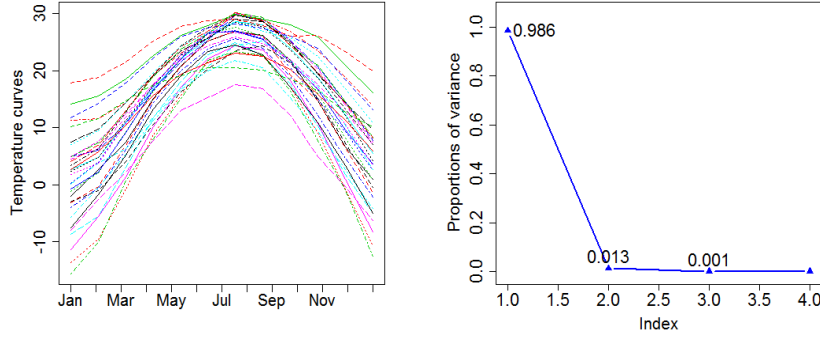 Temperature curves
30
20
10
0
-10
Jan Mar May Jul Sep Nov
Proportions of variance
1.0
0.8
0.6
0.4
0.2
0.0
0.986
0.013
0.001
1.0 1.5 2.0 2.5 3.0 3.5 4.0
Index